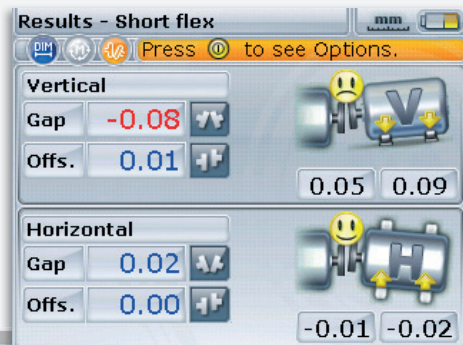 Results - Short flex mm
DIM M Press to see Options.
Vertical
Gap -0.08
V
Offs. 0.01
0.05 0.09
Horizontal
Gap 0.02
H
Offs. 0.00
-0.01 -0.02